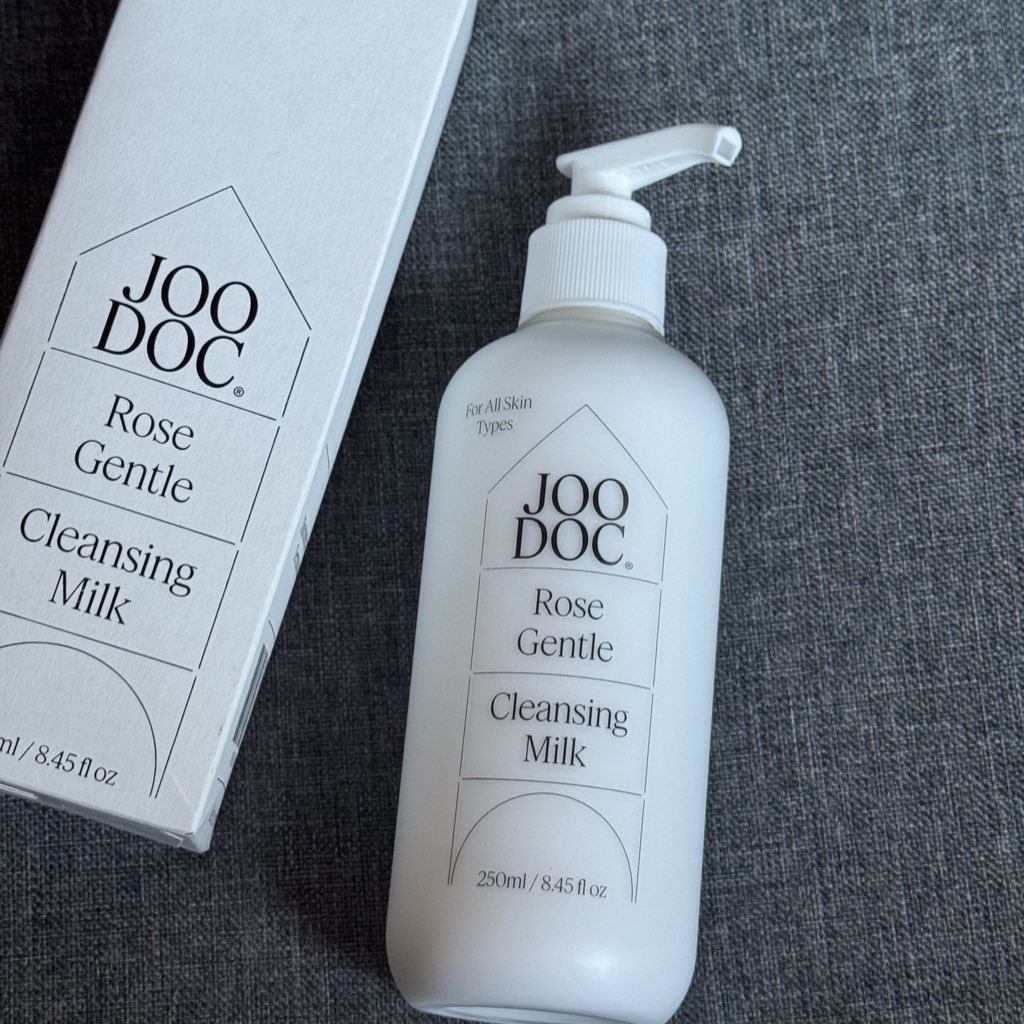 JOO
DOC®
Rose
Gentle
Cleansing
Milk
ml / 8.45 fl oz
For All Skin
Types
JOO
DOC®
Rose
Gentle
Cleansing
Milk
250ml / 8.45 fl oz